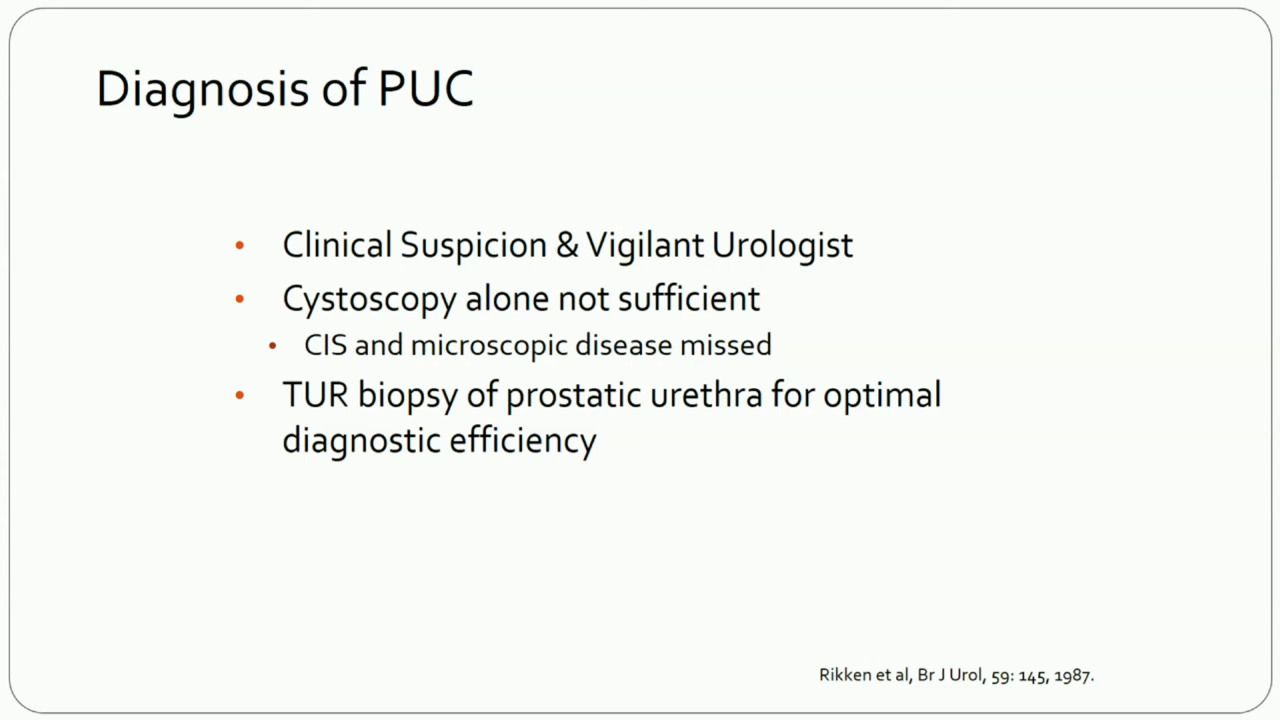 Diagnosis of PUC
• Clinical Suspicion & Vigilant Urologist
• Cystoscopy alone not sufficient
• CIS and microscopic disease missed
• TUR biopsy of prostatic urethra for optimal
diagnostic efficiency
Rikken et al, Br J Urol, 59: 145, 1987.